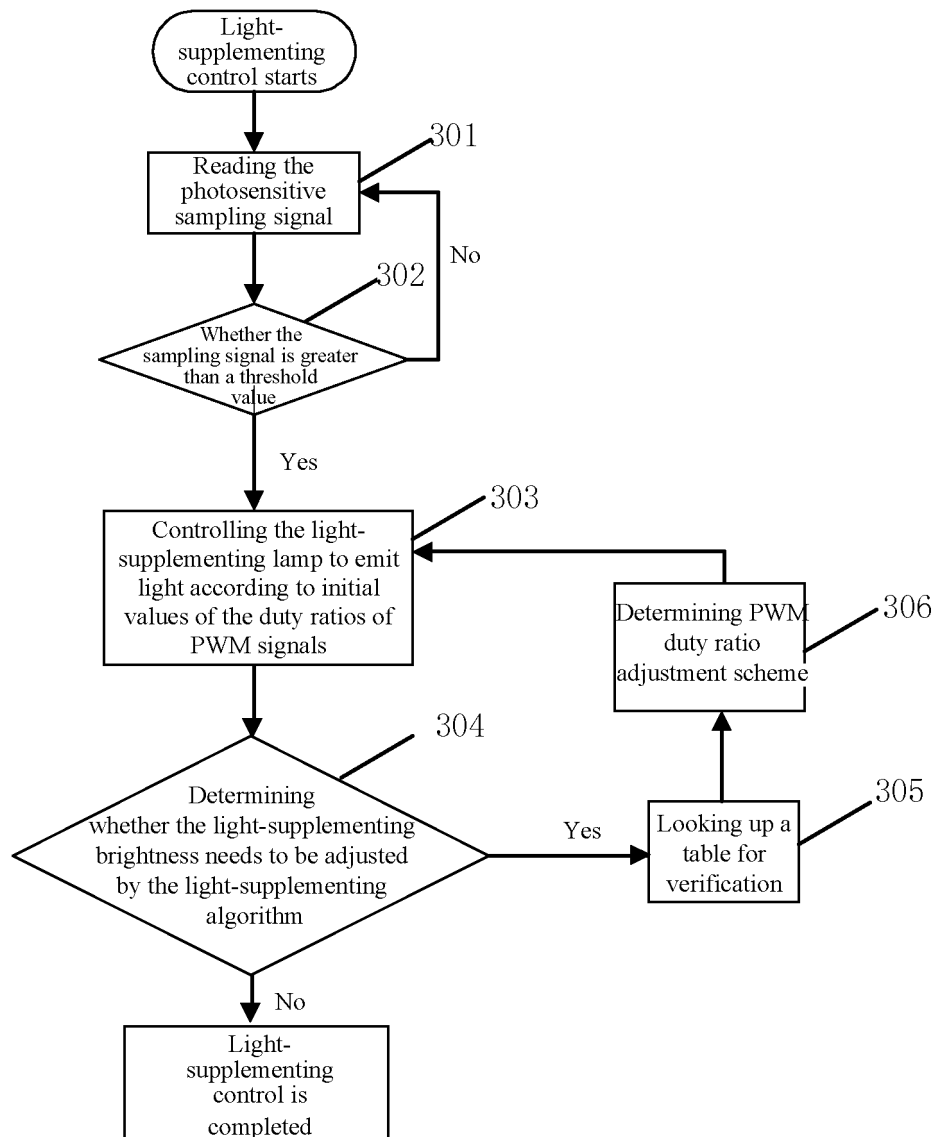 Light-
supplementing
control starts
301
Reading the
photosensitive
sampling signal
No
302
Whether the
sampling signal is greater
than a threshold
value
Yes
303
Controlling the light-
supplementing lamp to emit
light according to initial
values of the duty ratios of
PWM signals
306
Determining PWM
duty ratio
adjustment scheme
304
Determining
whether the light-supplementing
brightness needs to be adjusted
by the light-supplementing
algorithm
Yes
305
Looking up a
table for
verification
No
Light-
supplementing
control is
completed